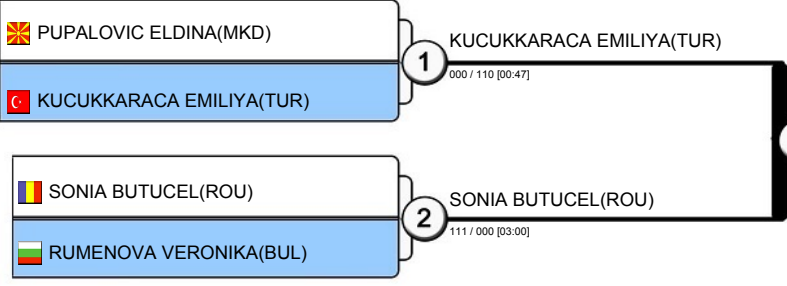 PUPALOVIC ELDINA(MKD)
KUCUKKARACA EMILIYA(TUR)
1
KUCUKKARACA EMILIYA(TUR)
000 / 110 [00:47]
SONIA BUTUCEL(ROU)
RUMENOVA VERONIKA(BUL)
2
SONIA BUTUCEL(ROU)
111 / 000 [03:00]